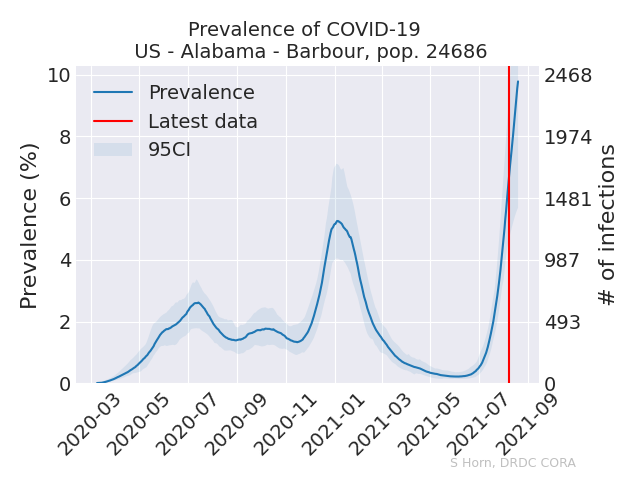 Prevalence of COVID-19
US - Alabama - Barbour, pop. 24686
Prevalence
Latest data
95CI
Prevalence (%)
10
8
6
4
2
0
2468
1974
1481
987
493
0
# of infections
2020-03
2020-05
2020-07
2020-09
2020-11
2021-01
2021-03
2021-05
2021-07
2021-09
S Horn, DRDC CORA